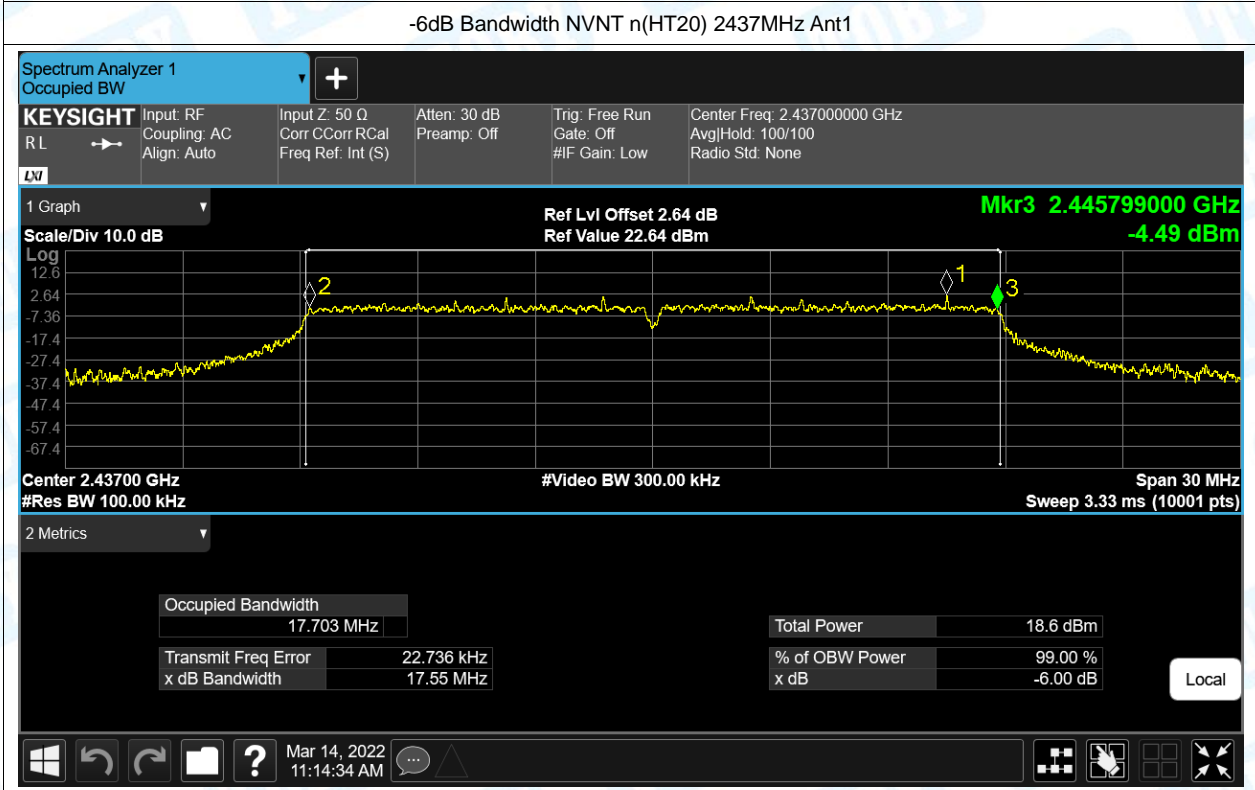 -6dB Bandwidth NVNT n(HT20) 2437MHz Ant1
Spectrum Analyzer 1
Occupied BW
+
KEYSIGHT Input: RF Input Z: 50 Ω Atten: 30 dB Trig: Free Run Center Freq: 2.437000000 GHz
R L Coupling: AC Corr CCorr RCal Preamp: Off Gate: Off Avg|Hold: 100/100
Align: Auto Freq Ref: Int (S) #IF Gain: Low Radio Std: None
LXI
1 Graph Ref Lvl Offset 2.64 dB Mkr3 2.445799000 GHz
Scale/Div 10.0 dB Ref Value 22.64 dBm -4.49 dBm
Log
12.6
2.64
-7.36
-17.4
-27.4
-37.4
-47.4
-57.4
-67.4
2
1
3
Center 2.43700 GHz #Video BW 300.00 kHz Span 30 MHz
#Res BW 100.00 kHz Sweep 3.33 ms (10001 pts)
2 Metrics
Occupied Bandwidth
17.703 MHz Total Power 18.6 dBm
Transmit Freq Error 22.736 kHz % of OBW Power 99.00 %
x dB Bandwidth 17.55 MHz x dB -6.00 dB
Local
? Mar 14, 2022
11:14:34 AM